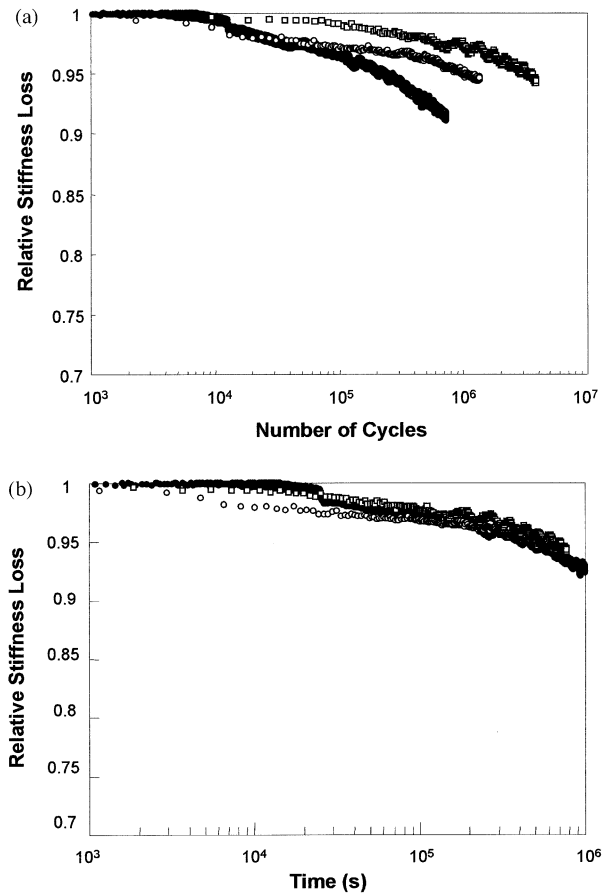 (a)
1
0.95
0.9
0.85
0.8
0.75
0.7
Relative Stiffness Loss
10³ 10⁴ 10⁵ 10⁶ 10⁷
Number of Cycles
(b)
1
0.95
0.9
0.85
0.8
0.75
0.7
Relative Stiffness Loss
10³ 10⁴ 10⁵ 10⁶
Time (s)